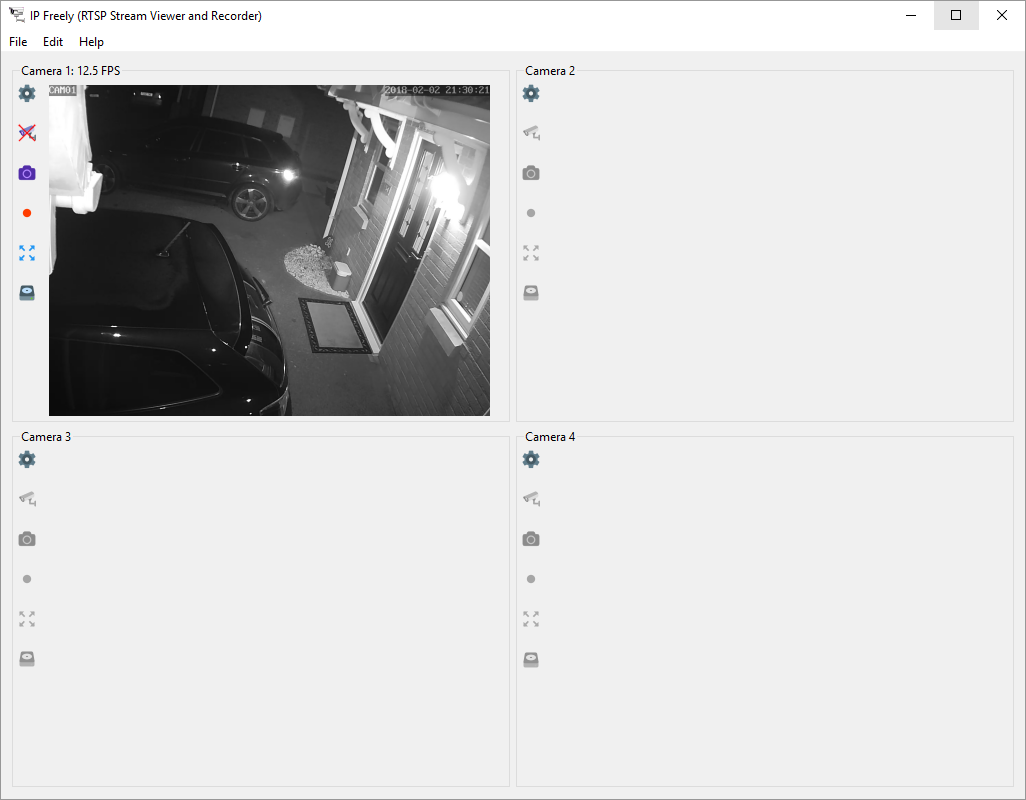 IP Freely (RTSP Stream Viewer and Recorder)
File Edit Help
Camera 1: 12.5 FPS
CAM01 2018-02-02 21:30:21
Camera 2
Camera 3
Camera 4